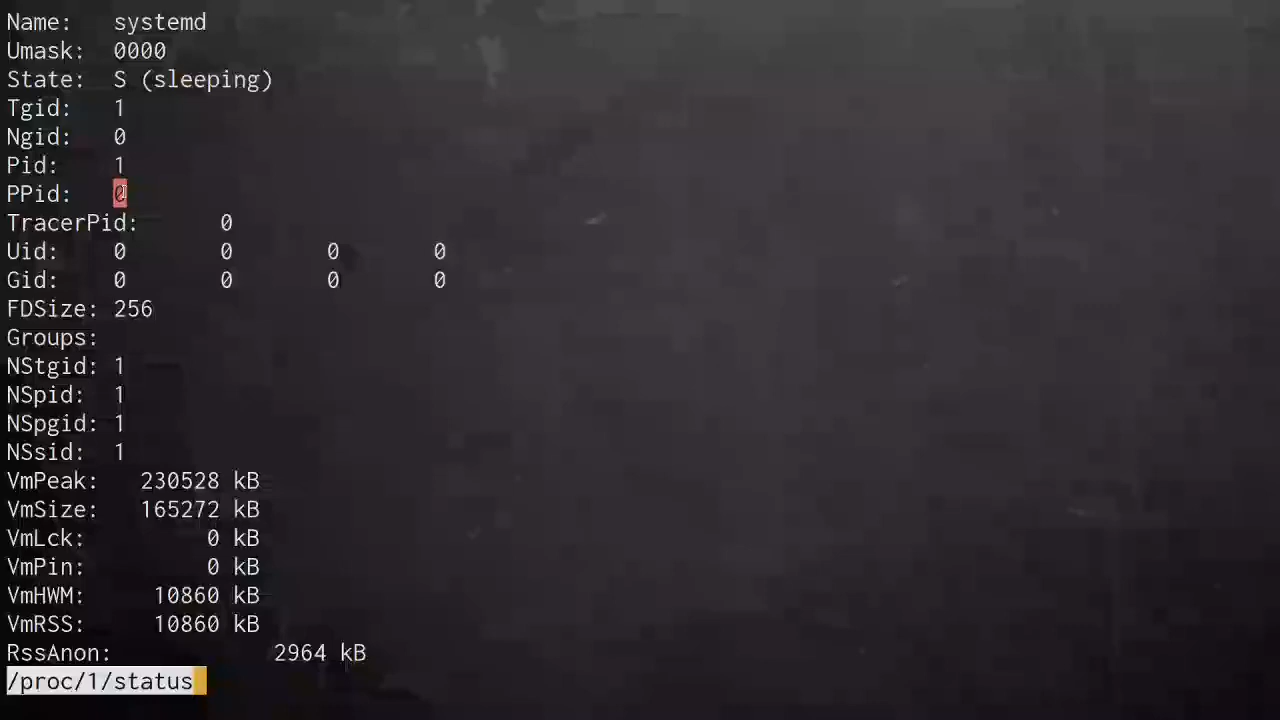 Name:   systemd
Umask:  0000
State:  S (sleeping)
Tgid:   1
Ngid:   0
Pid:    1
PPid:   0
TracerPid:      0
Uid:    0       0       0       0
Gid:    0       0       0       0
FDSize: 256
Groups:
NStgid: 1
NSpid:  1
NSpgid: 1
NSsid:  1
VmPeak:   230528 kB
VmSize:   165272 kB
VmLck:         0 kB
VmPin:         0 kB
VmHWM:     10860 kB
VmRSS:     10860 kB
RssAnon:            2964 kB
/proc/1/status